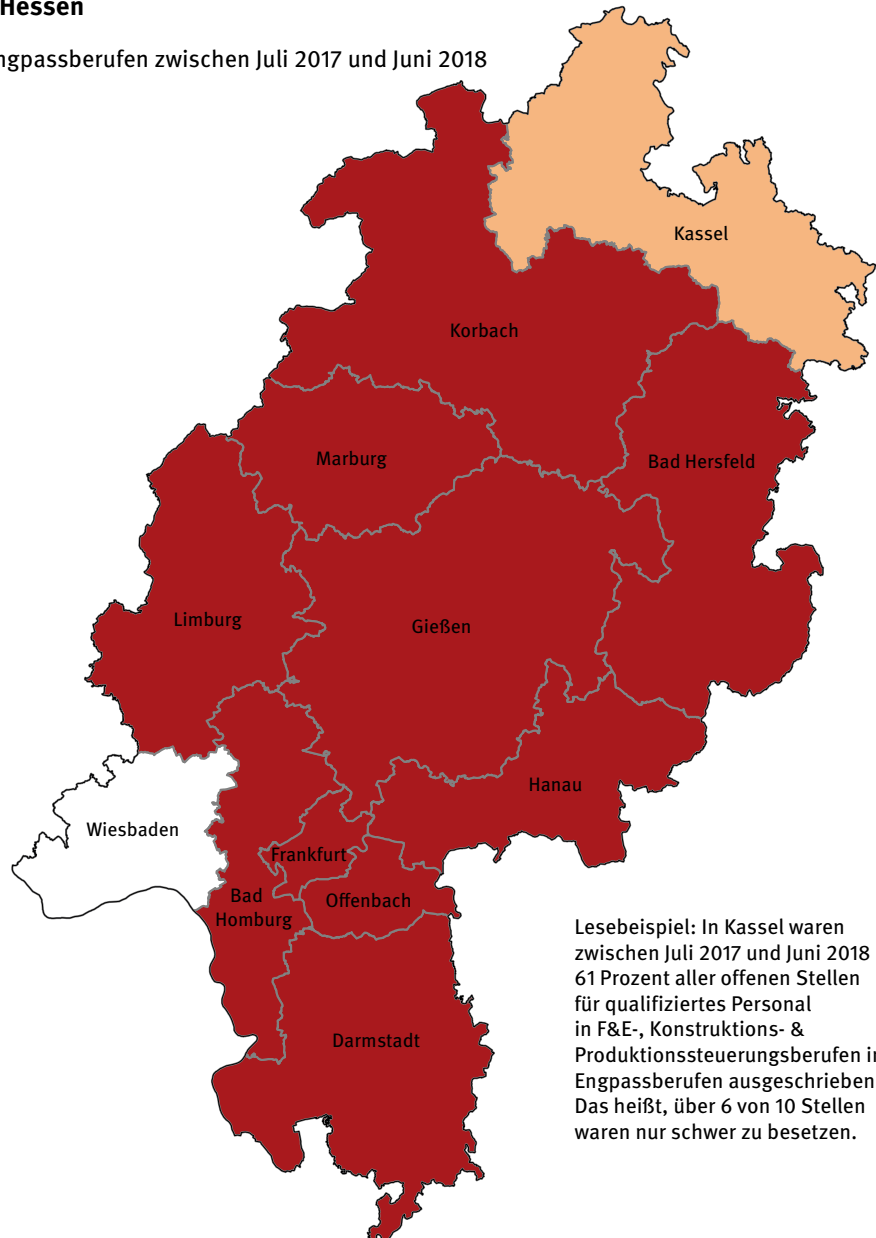 Hessen
ngpassberufen zwischen Juli 2017 und Juni 2018
Kassel
Korbach
Marburg
Bad Hersfeld
Limburg
Gießen
Hanau
Wiesbaden
Frankfurt
Bad
Homburg
Offenbach
Darmstadt
Lesebeispiel: In Kassel waren
zwischen Juli 2017 und Juni 2018
61 Prozent aller offenen Stellen
für qualifiziertes Personal
in F&E-, Konstruktions- &
Produktionssteuerungsberufen in
Engpassberufen ausgeschrieben
Das heißt, über 6 von 10 Stellen
waren nur schwer zu besetzen.